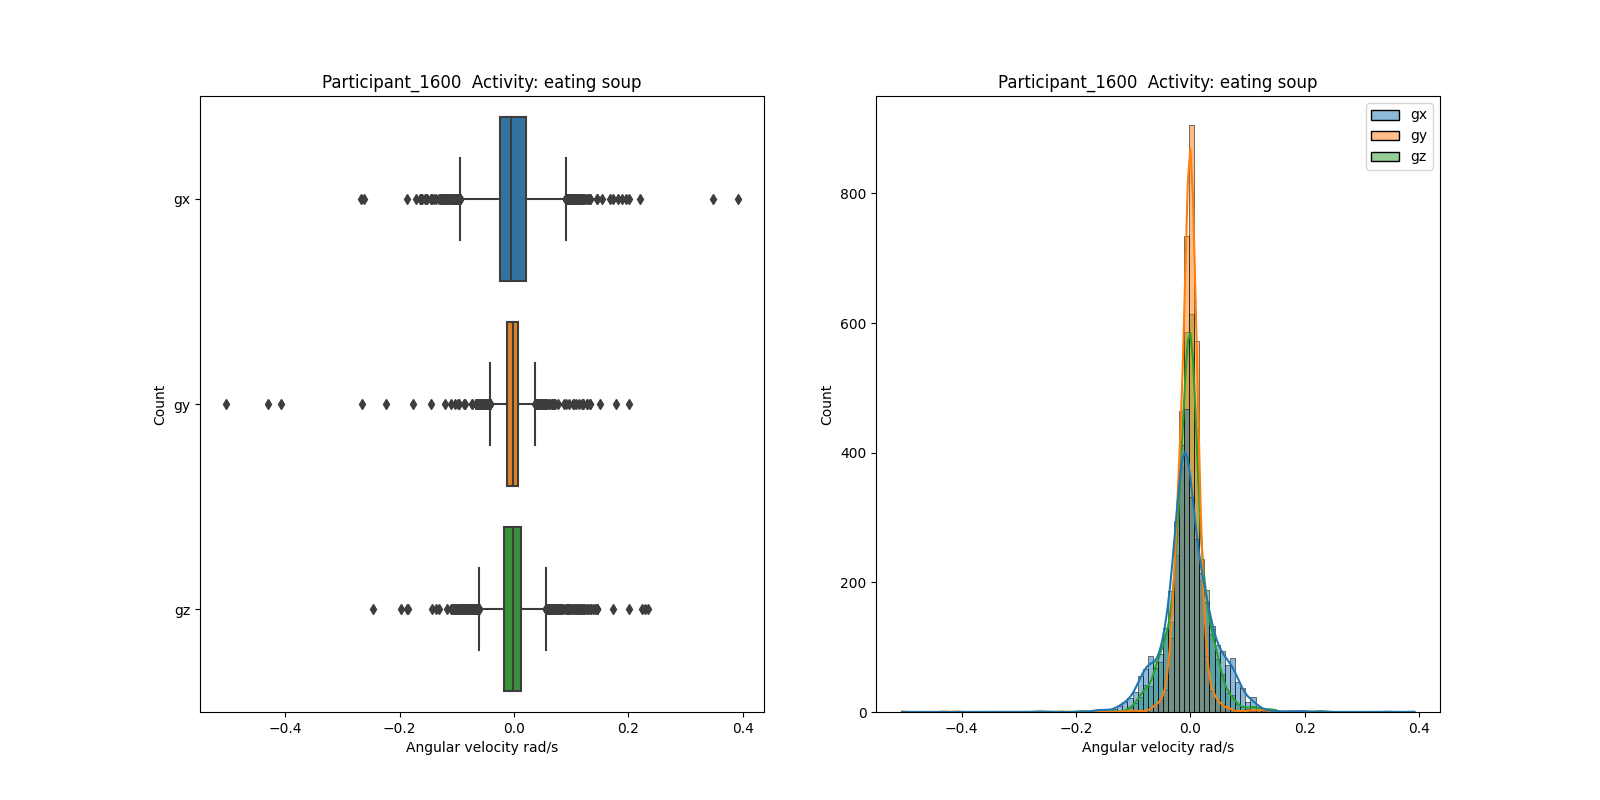 Participant_1600  Activity: eating soup
gx
gy
gz
Count
−0.4
−0.2
0.0
0.2
0.4
Angular velocity rad/s
Participant_1600  Activity: eating soup
gx
gy
gz
800
600
400
200
0
Count
−0.4
−0.2
0.0
0.2
0.4
Angular velocity rad/s